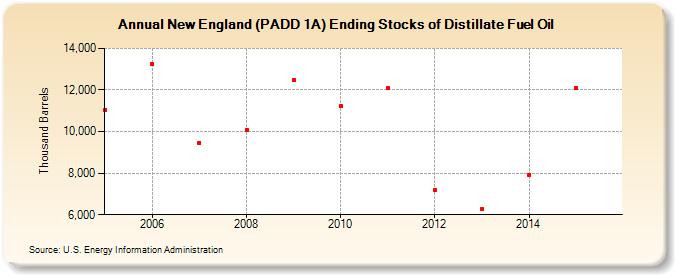 Annual New England (PADD 1A) Ending Stocks of Distillate Fuel Oil
Thousand Barrels
14,000
12,000
10,000
8,000
6,000
2006 2008 2010 2012 2014
Source: U.S. Energy Information Administration